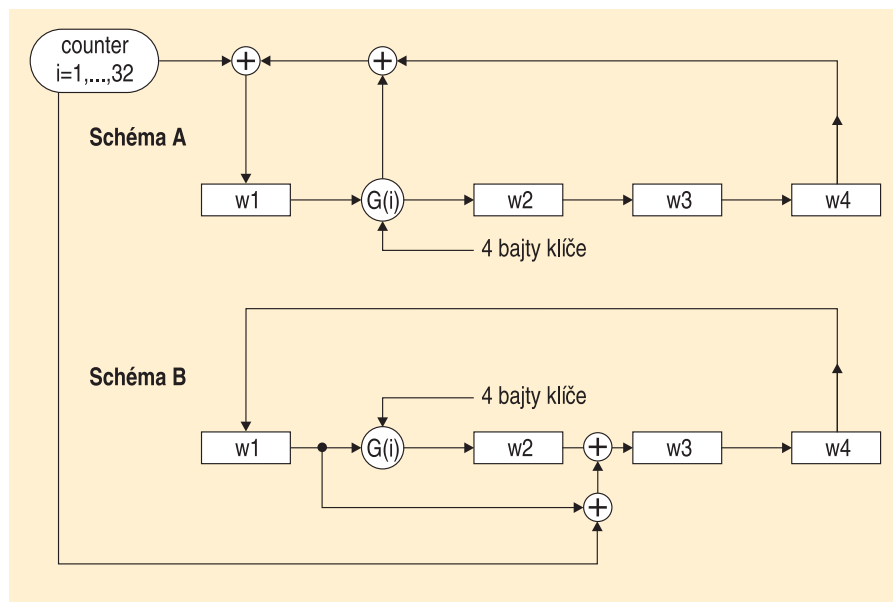 counter
i=1,...,32
Schéma A
w1
G(i)
w2
w3
w4
4 bajty klíče
Schéma B
4 bajty klíče
w1
G(i)
w2
w3
w4